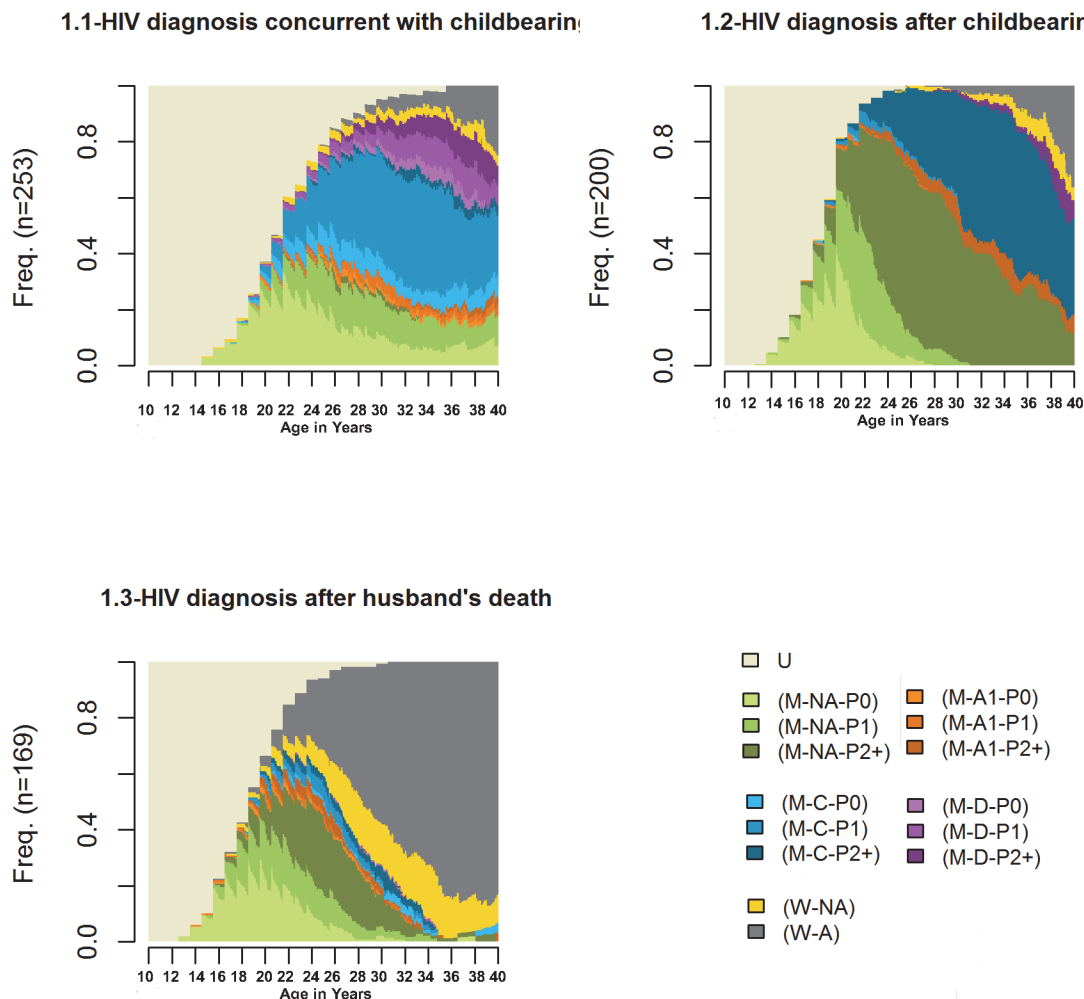 1.1-HIV diagnosis concurrent with childbearing
1.2-HIV diagnosis after childbearin
Freq. (n=253)
0.0 0.4 0.8
10 12 14 16 18 20 22 24 26 28 30 32 34 36 38 40
Age in Years
Freq. (n=200)
0.0 0.4 0.8
10 12 14 16 18 20 22 24 26 28 30 32 34 36 38 40
Age in Years
1.3-HIV diagnosis after husband's death
Freq. (n=169)
0.0 0.4 0.8
10 12 14 16 18 20 22 24 26 28 30 32 34 36 38 40
Age in Years
U
(M-NA-P0)
(M-NA-P1)
(M-NA-P2+)
(M-A1-P0)
(M-A1-P1)
(M-A1-P2+)
(M-C-P0)
(M-C-P1)
(M-C-P2+)
(M-D-P0)
(M-D-P1)
(M-D-P2+)
(W-NA)
(W-A)